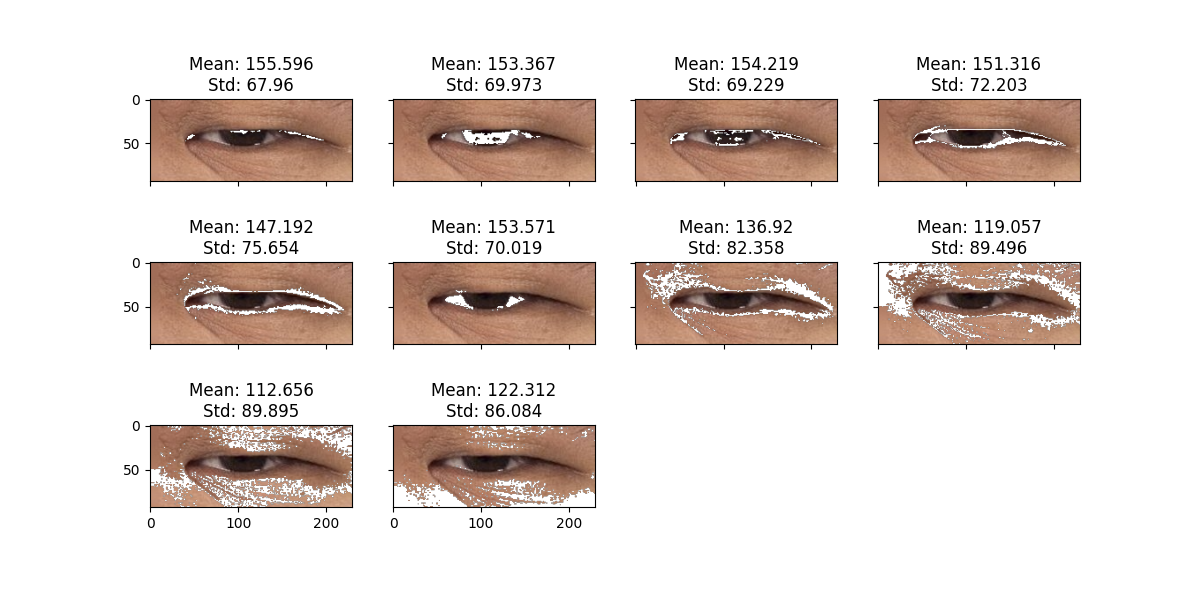 Mean: 155.596
Std: 67.96
Mean: 153.367
Std: 69.973
Mean: 154.219
Std: 69.229
Mean: 151.316
Std: 72.203
0
50
Mean: 147.192
Std: 75.654
Mean: 153.571
Std: 70.019
Mean: 136.92
Std: 82.358
Mean: 119.057
Std: 89.496
0
50
Mean: 112.656
Std: 89.895
Mean: 122.312
Std: 86.084
0
50
0 100 200
0 100 200